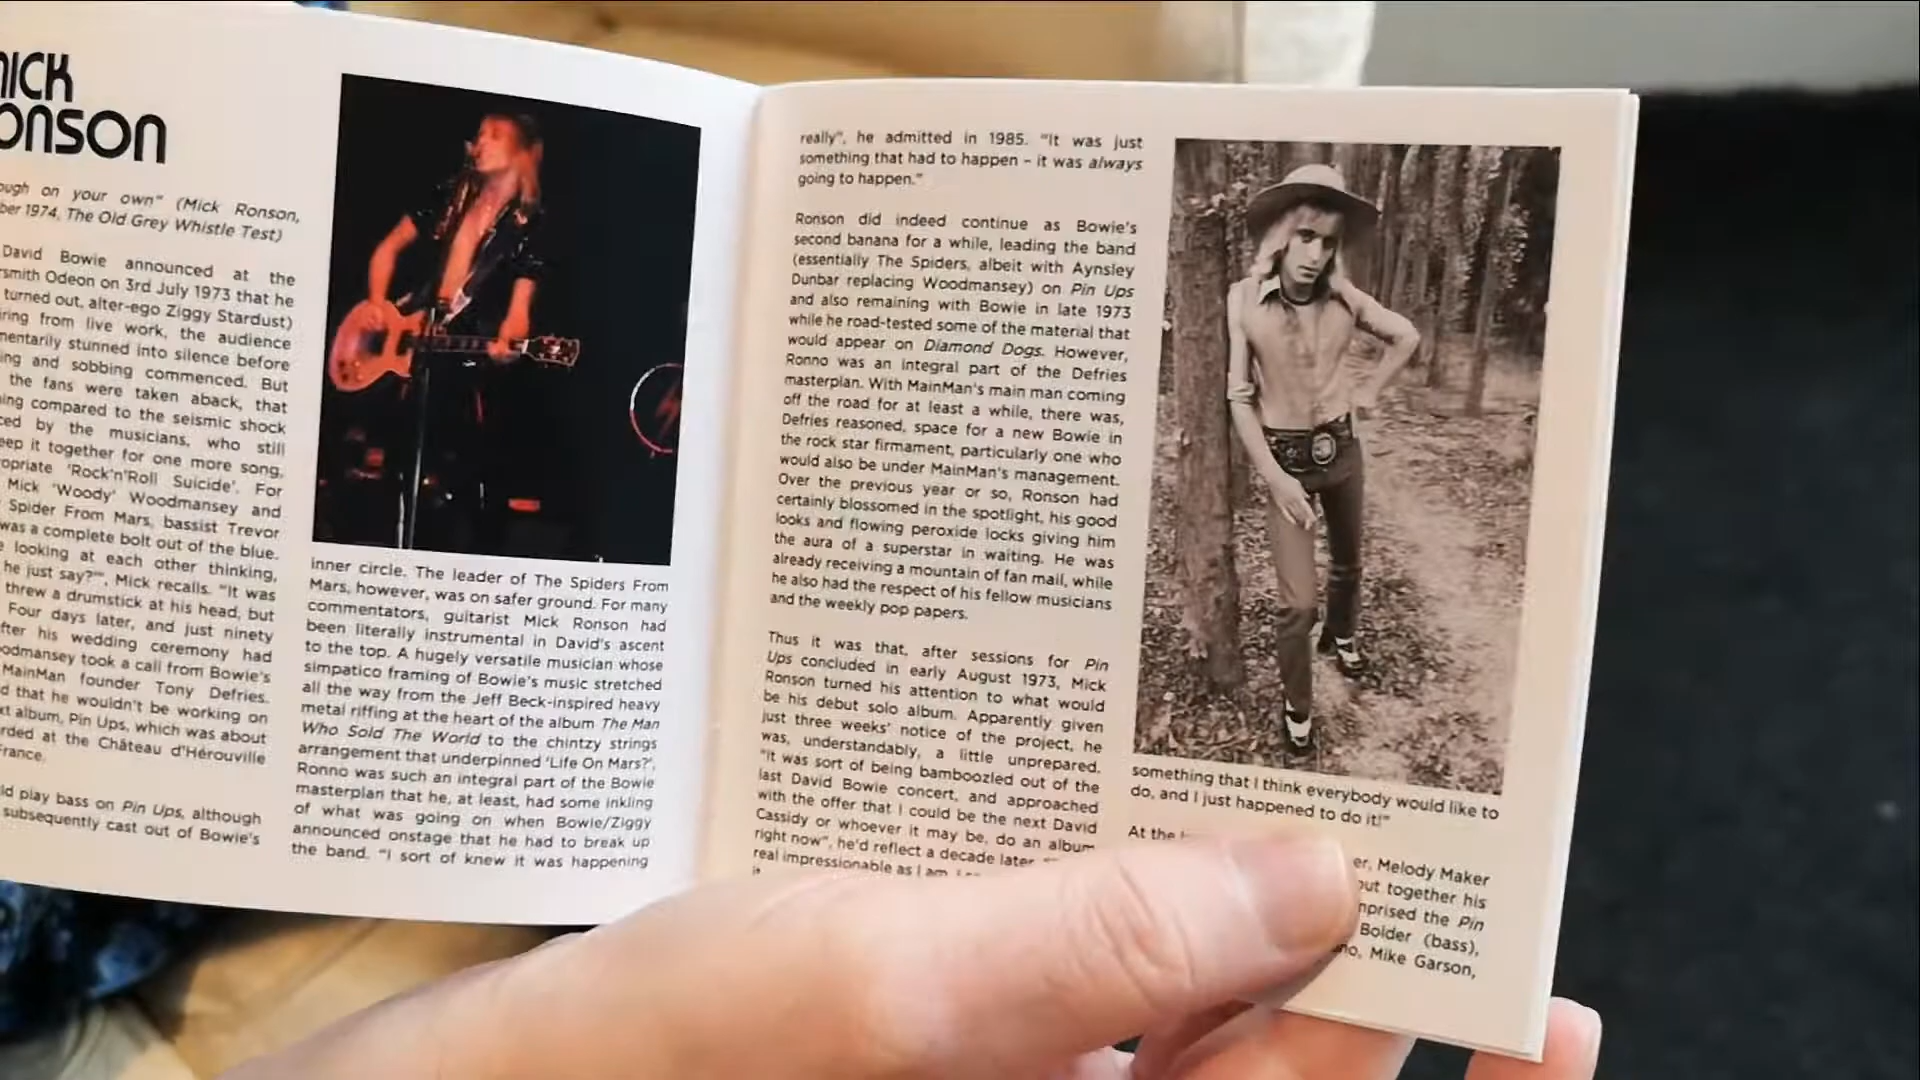 MICK
RONSON
ough on your own" (Mick Ronson,
ber 1974, The Old Grey Whistle Test)
David Bowie announced at the
rsmith Odeon on 3rd July 1973 that he
turned out, alter-ego Ziggy Stardust)
iring from live work, the audience
mentarily stunned into silence before
ing and sobbing commenced. But
the fans were taken aback, that
ing compared to the seismic shock
ced by the musicians, who still
eep it together for one more song,
opriate 'Rock'n'Roll Suicide'. For
Mick 'Woody' Woodmansey and
Spider From Mars, bassist Trevor
was a complete bolt out of the blue.
e looking at each other thinking,
he just say?"", Mick recalls. "It was
threw a drumstick at his head, but
Four days later, and just ninety
fter his wedding ceremony had
odmansey took a call from Bowie's
MainMan founder Tony Defries.
d that he wouldn't be working on
xt album, Pin Ups, which was about
rded at the Château d'Hérouville
France.
ld play bass on Pin Ups, although
subsequently cast out of Bowie's
inner circle. The leader of The Spiders From
Mars, however, was on safer ground. For many
commentators, guitarist Mick Ronson had
been literally instrumental in David's ascent
to the top. A hugely versatile musician whose
simpatico framing of Bowie's music stretched
all the way from the Jeff Beck-inspired heavy
metal riffing at the heart of the album The Man
Who Sold The World to the chintzy strings
arrangement that underpinned 'Life On Mars?',
Ronno was such an integral part of the Bowie
masterplan that he, at least, had some inkling
of what was going on when Bowie/Ziggy
announced onstage that he had to break up
the band. "I sort of knew it was happening
really", he admitted in 1985. "It was just
something that had to happen – it was always
going to happen."
Ronson did indeed continue as Bowie's
second banana for a while, leading the band
(essentially The Spiders, albeit with Aynsley
Dunbar replacing Woodmansey) on Pin Ups
and also remaining with Bowie in late 1973
while he road-tested some of the material that
would appear on Diamond Dogs. However,
Ronno was an integral part of the Defries
masterplan. With MainMan's main man coming
off the road for at least a while, there was,
Defries reasoned, space for a new Bowie in
the rock star firmament, particularly one who
would also be under MainMan's management.
Over the previous year or so, Ronson had
certainly blossomed in the spotlight, his good
looks and flowing peroxide locks giving him
the aura of a superstar in waiting. He was
already receiving a mountain of fan mail, while
he also had the respect of his fellow musicians
and the weekly pop papers.
Thus it was that, after sessions for Pin
Ups concluded in early August 1973, Mick
Ronson turned his attention to what would
be his debut solo album. Apparently given
just three weeks' notice of the project, he
was, understandably, a little unprepared.
"It was sort of being bamboozled out of the
last David Bowie concert, and approached
with the offer that I could be the next David
Cassidy or whoever it may be, do an album
right now", he'd reflect a decade later.
real impressionable as I am,
something that I think everybody would like to
do, and I just happened to do it!"
At the
er, Melody Maker
put together his
mprised the Pin
Bolder (bass),
no, Mike Garson,